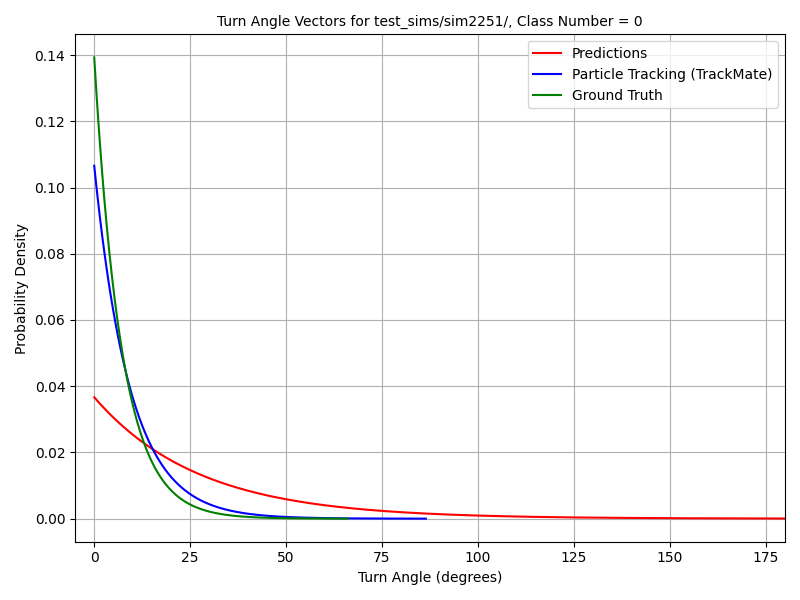 Turn Angle Vectors for test_sims/sim2251/, Class Number = 0
Predictions
Particle Tracking (TrackMate)
Ground Truth
Probability Density
0.14
0.12
0.10
0.08
0.06
0.04
0.02
0.00
0 25 50 75 100 125 150 175
Turn Angle (degrees)